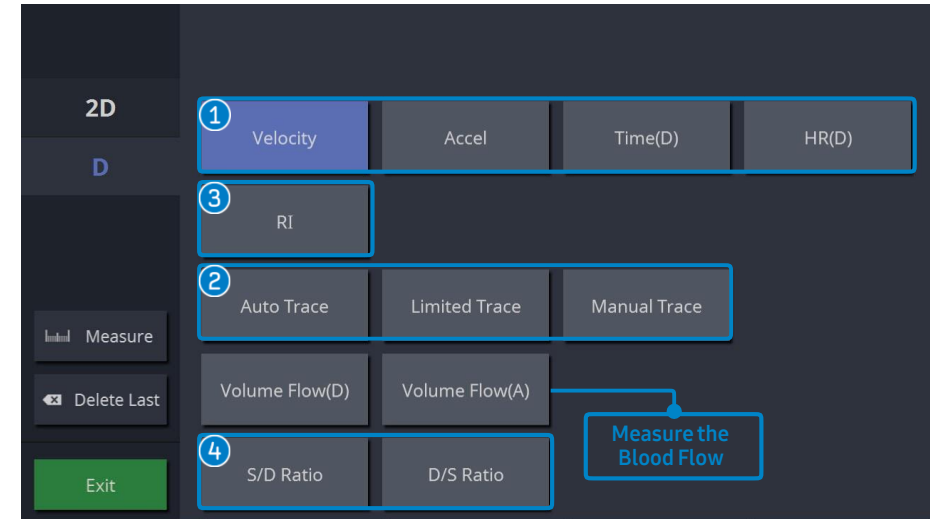 2D
D
Measure
Delete Last
Exit
1
Velocity
Accel
Time(D)
HR(D)
3
RI
2
Auto Trace
Limited Trace
Manual Trace
Volume Flow(D)
Volume Flow(A)
Measure the
Blood Flow
4
S/D Ratio
D/S Ratio